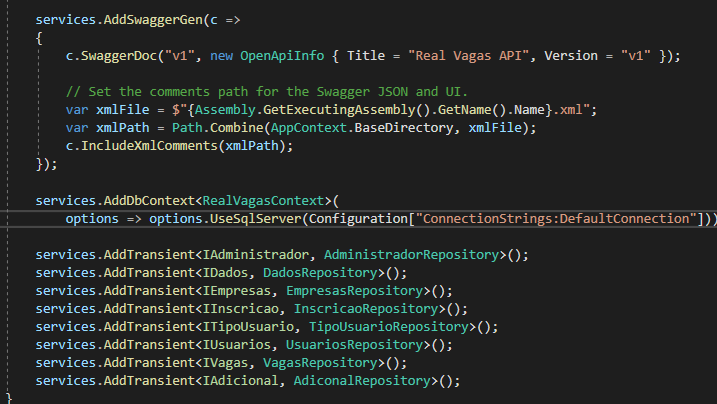 services.AddSwaggerGen(c =>
{
c.SwaggerDoc("v1", new OpenApiInfo { Title = "Real Vagas API", Version = "v1" });
// Set the comments path for the Swagger JSON and UI.
var xmlFile = $"{Assembly.GetExecutingAssembly().GetName().Name}.xml";
var xmlPath = Path.Combine(AppContext.BaseDirectory, xmlFile);
c.IncludeXmlComments(xmlPath);
});
services.AddDbContext<RealVagasContext>(
options => options.UseSqlServer(Configuration["ConnectionStrings:DefaultConnection"]))
services.AddTransient<IAdministrador, AdministradorRepository>();
services.AddTransient<IDados, DadosRepository>();
services.AddTransient<IEmpresas, EmpresasRepository>();
services.AddTransient<IInscricao, InscricaoRepository>();
services.AddTransient<ITipoUsuario, TipoUsuarioRepository>();
services.AddTransient<IUsuarios, UsuariosRepository>();
services.AddTransient<IVagas, VagasRepository>();
services.AddTransient<IAdicional, AdiconalRepository>();
}